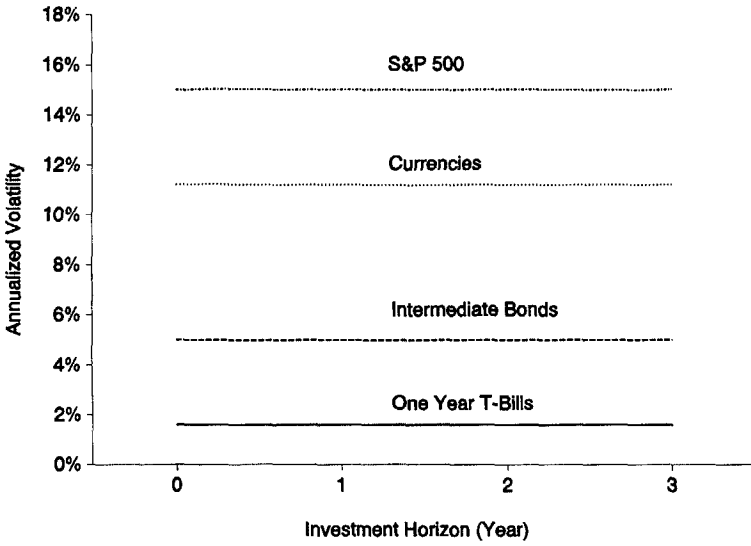 18%
16%
14%
12%
10%
8%
6%
4%
2%
0%
Annualized Volatility
S&P 500
Currencies
Intermediate Bonds
One Year T-Bills
0 1 2 3
Investment Horizon (Year)